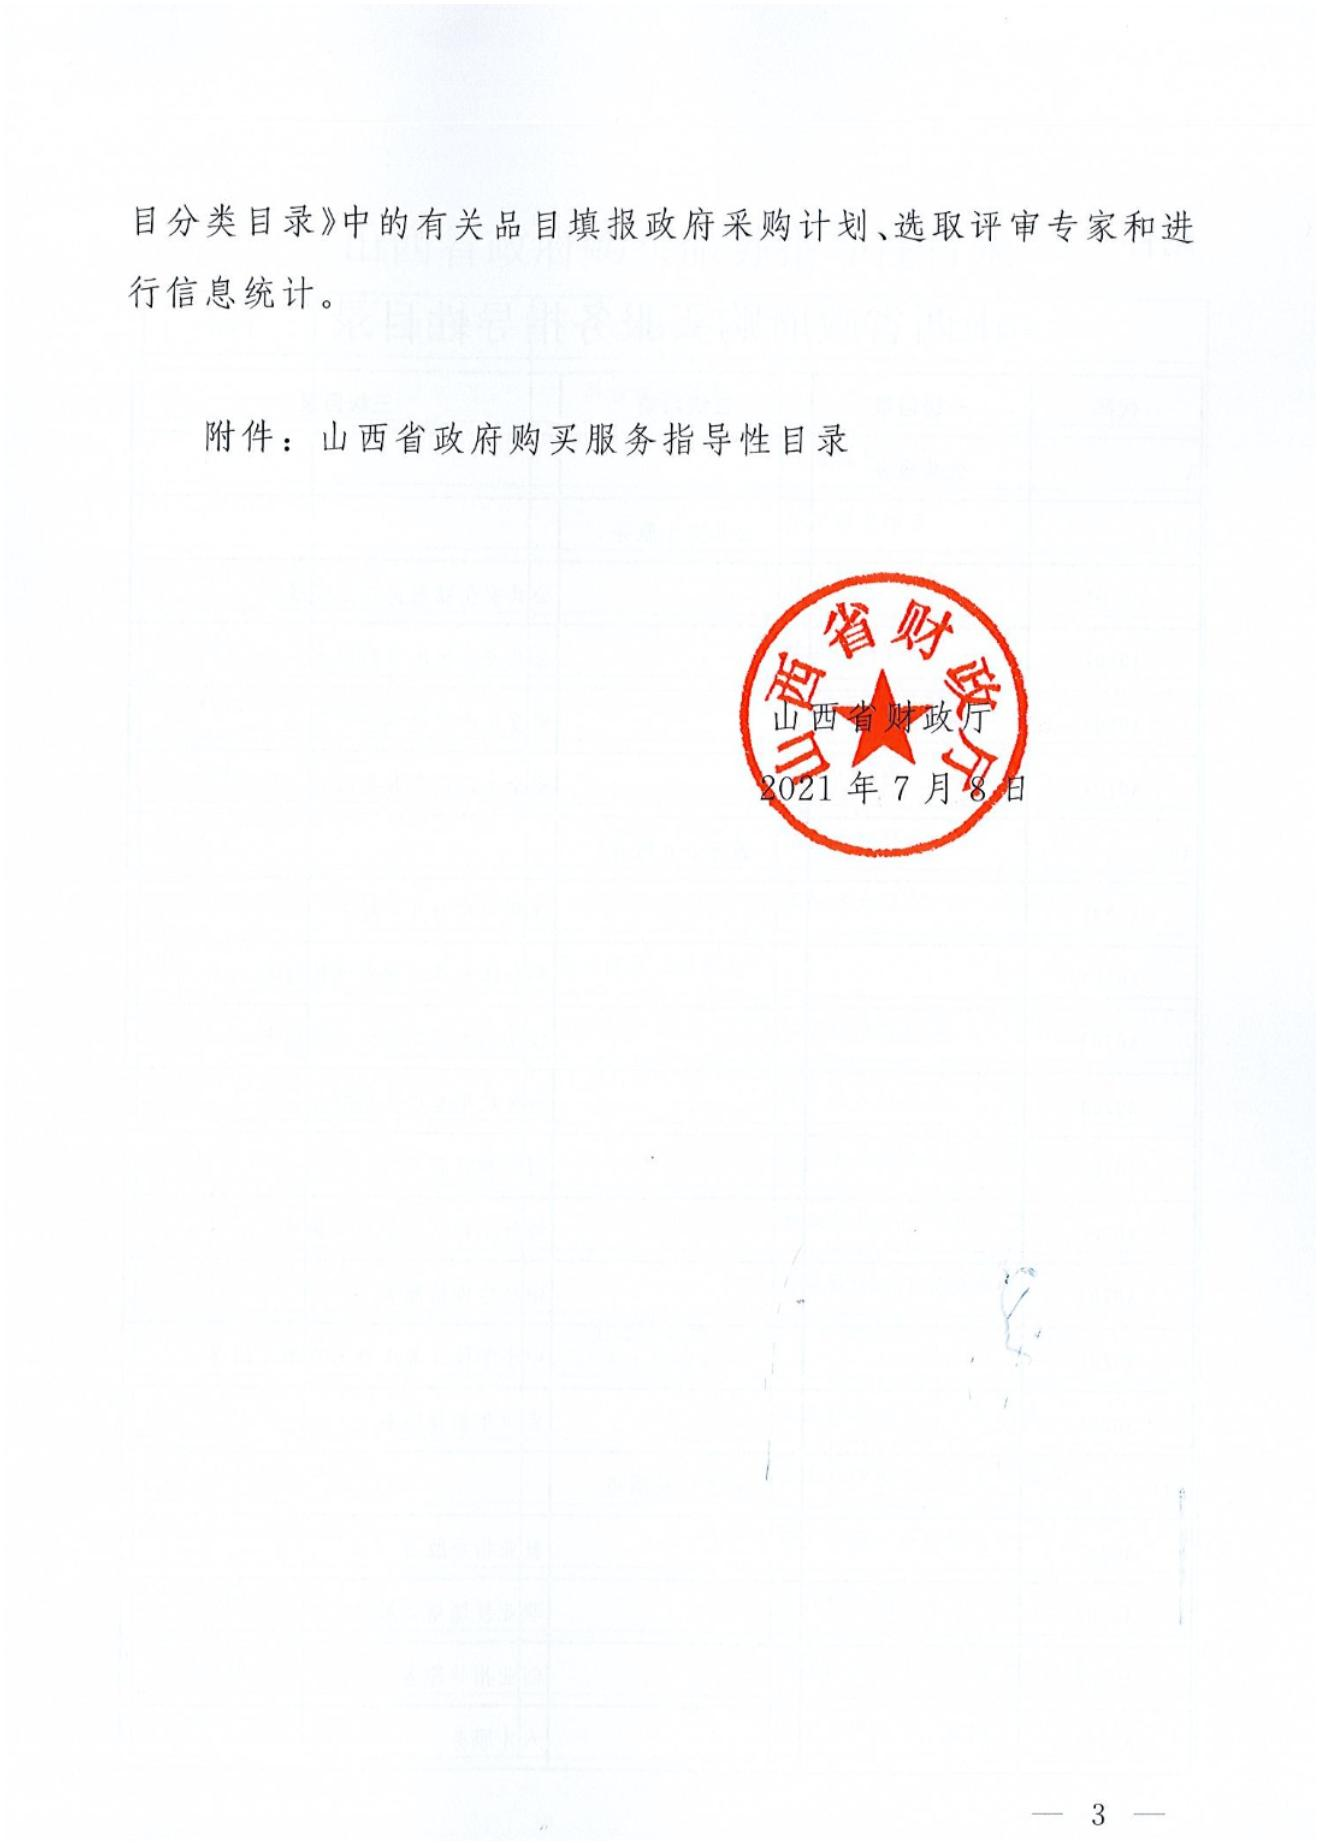 目分类目录》中的有关品目填报政府采购计划、选取评审专家和进
行信息统计。
附件：山西省政府购买服务指导性目录
山西省财政厅
山西省财政厅
2021年7月8日
— 3 —